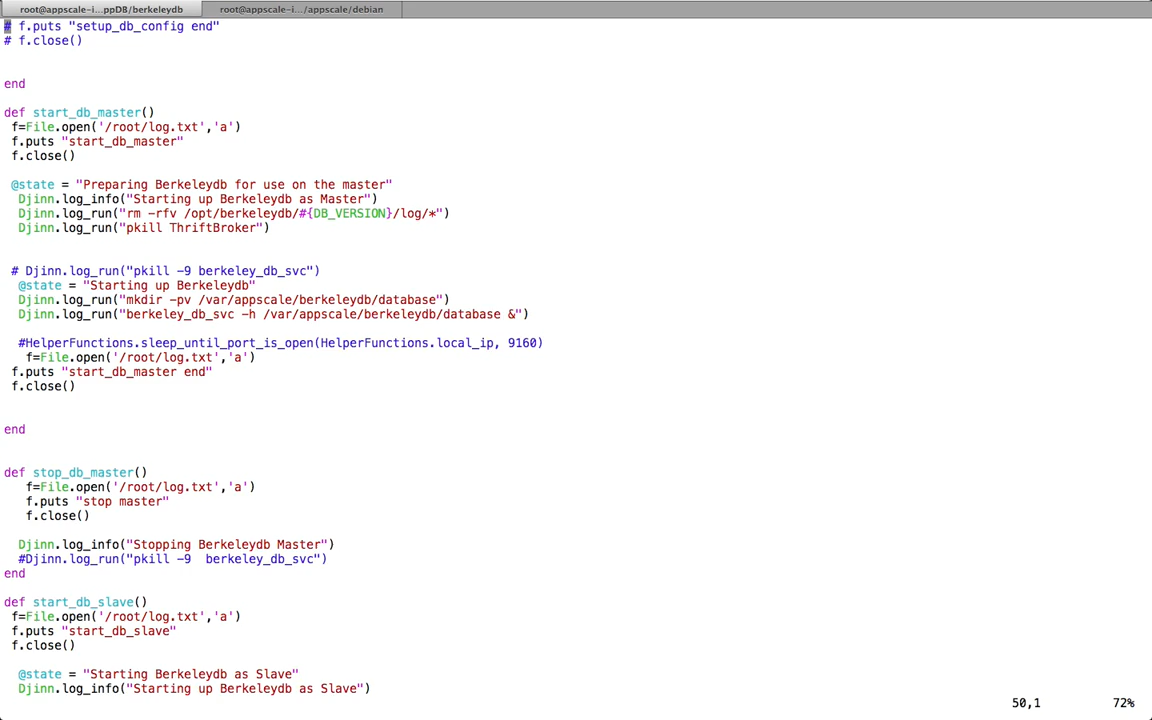 root@appscale-i...ppDB/berkeleydb
root@appscale-i.../appscale/debian
# f.puts "setup_db_config end"
# f.close()
end
def start_db_master()
f=File.open('/root/log.txt','a')
f.puts "start_db_master"
f.close()
@state = "Preparing Berkeleydb for use on the master"
Djinn.log_info("Starting up Berkeleydb as Master")
Djinn.log_run("rm -rfv /opt/berkeleydb/#{DB_VERSION}/log/*")
Djinn.log_run("pkill ThriftBroker")
# Djinn.log_run("pkill -9 berkeley_db_svc")
@state = "Starting up Berkeleydb"
Djinn.log_run("mkdir -pv /var/appscale/berkeleydb/database")
Djinn.log_run("berkeley_db_svc -h /var/appscale/berkeleydb/database &")
#HelperFunctions.sleep_until_port_is_open(HelperFunctions.local_ip, 9160)
f=File.open('/root/log.txt','a')
f.puts "start_db_master end"
f.close()
end
def stop_db_master()
f=File.open('/root/log.txt','a')
f.puts "stop master"
f.close()
Djinn.log_info("Stopping Berkeleydb Master")
#Djinn.log_run("pkill -9  berkeley_db_svc")
end
def start_db_slave()
f=File.open('/root/log.txt','a')
f.puts "start_db_slave"
f.close()
@state = "Starting Berkeleydb as Slave"
Djinn.log_info("Starting up Berkeleydb as Slave")
50,1
72%